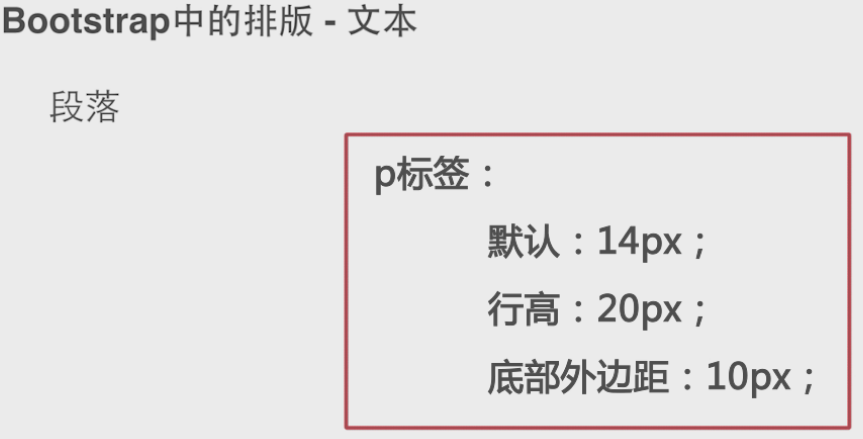 Bootstrap中的排版 - 文本
段落
p标签：
默认：14px；
行高：20px；
底部外边距：10px；